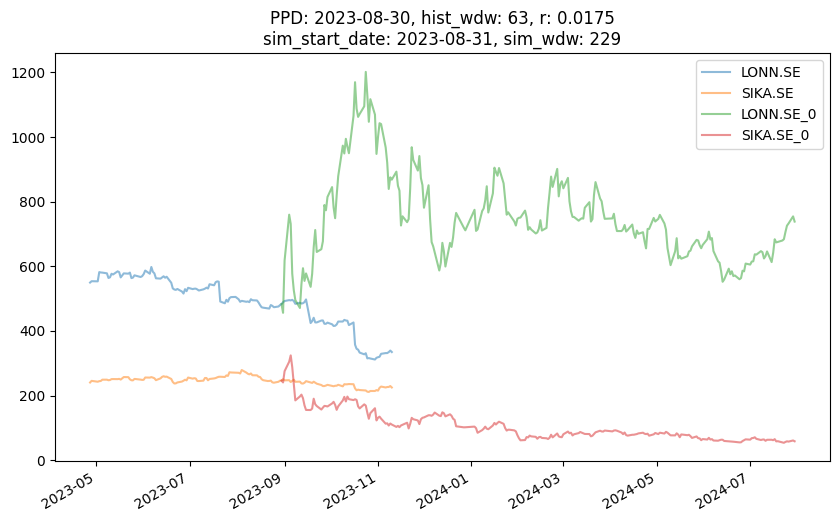 PPD: 2023-08-30, hist_wdw: 63, r: 0.0175
sim_start_date: 2023-08-31, sim_wdw: 229
LONN.SE
SIKA.SE
LONN.SE_0
SIKA.SE_0
1200
1000
800
600
400
200
0
2023-05
2023-07
2023-09
2023-11
2024-01
2024-03
2024-05
2024-07